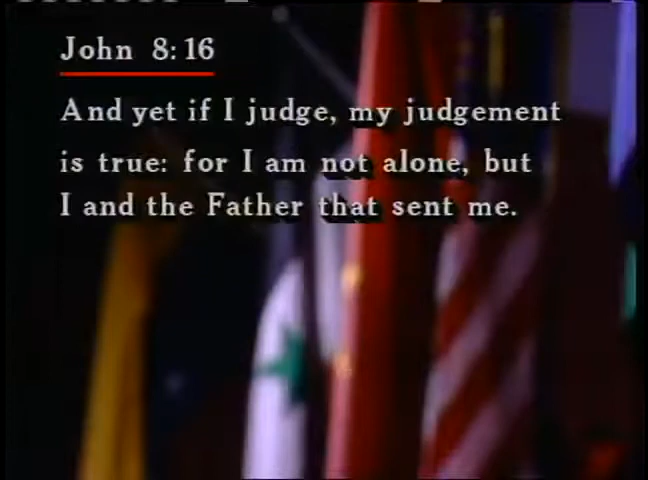 John 8:16
And yet if I judge, my judgement
is true: for I am not alone, but
I and the Father that sent me.